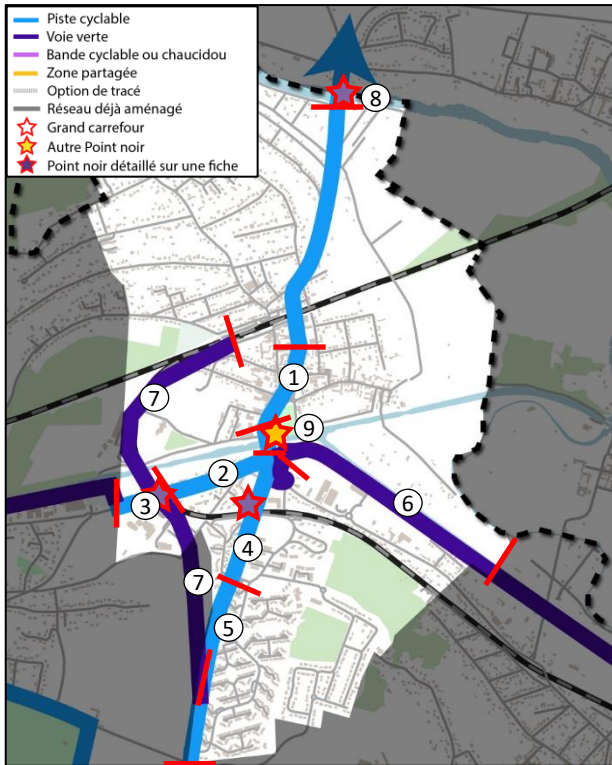 Piste cyclable
Voie verte
Bande cyclable ou chaucidou
Zone partagée
Option de tracé
Réseau déjà aménagé
Grand carrefour
Autre Point noir
Point noir détaillé sur une fiche
8
1
7
9
2
3
6
4
7
5